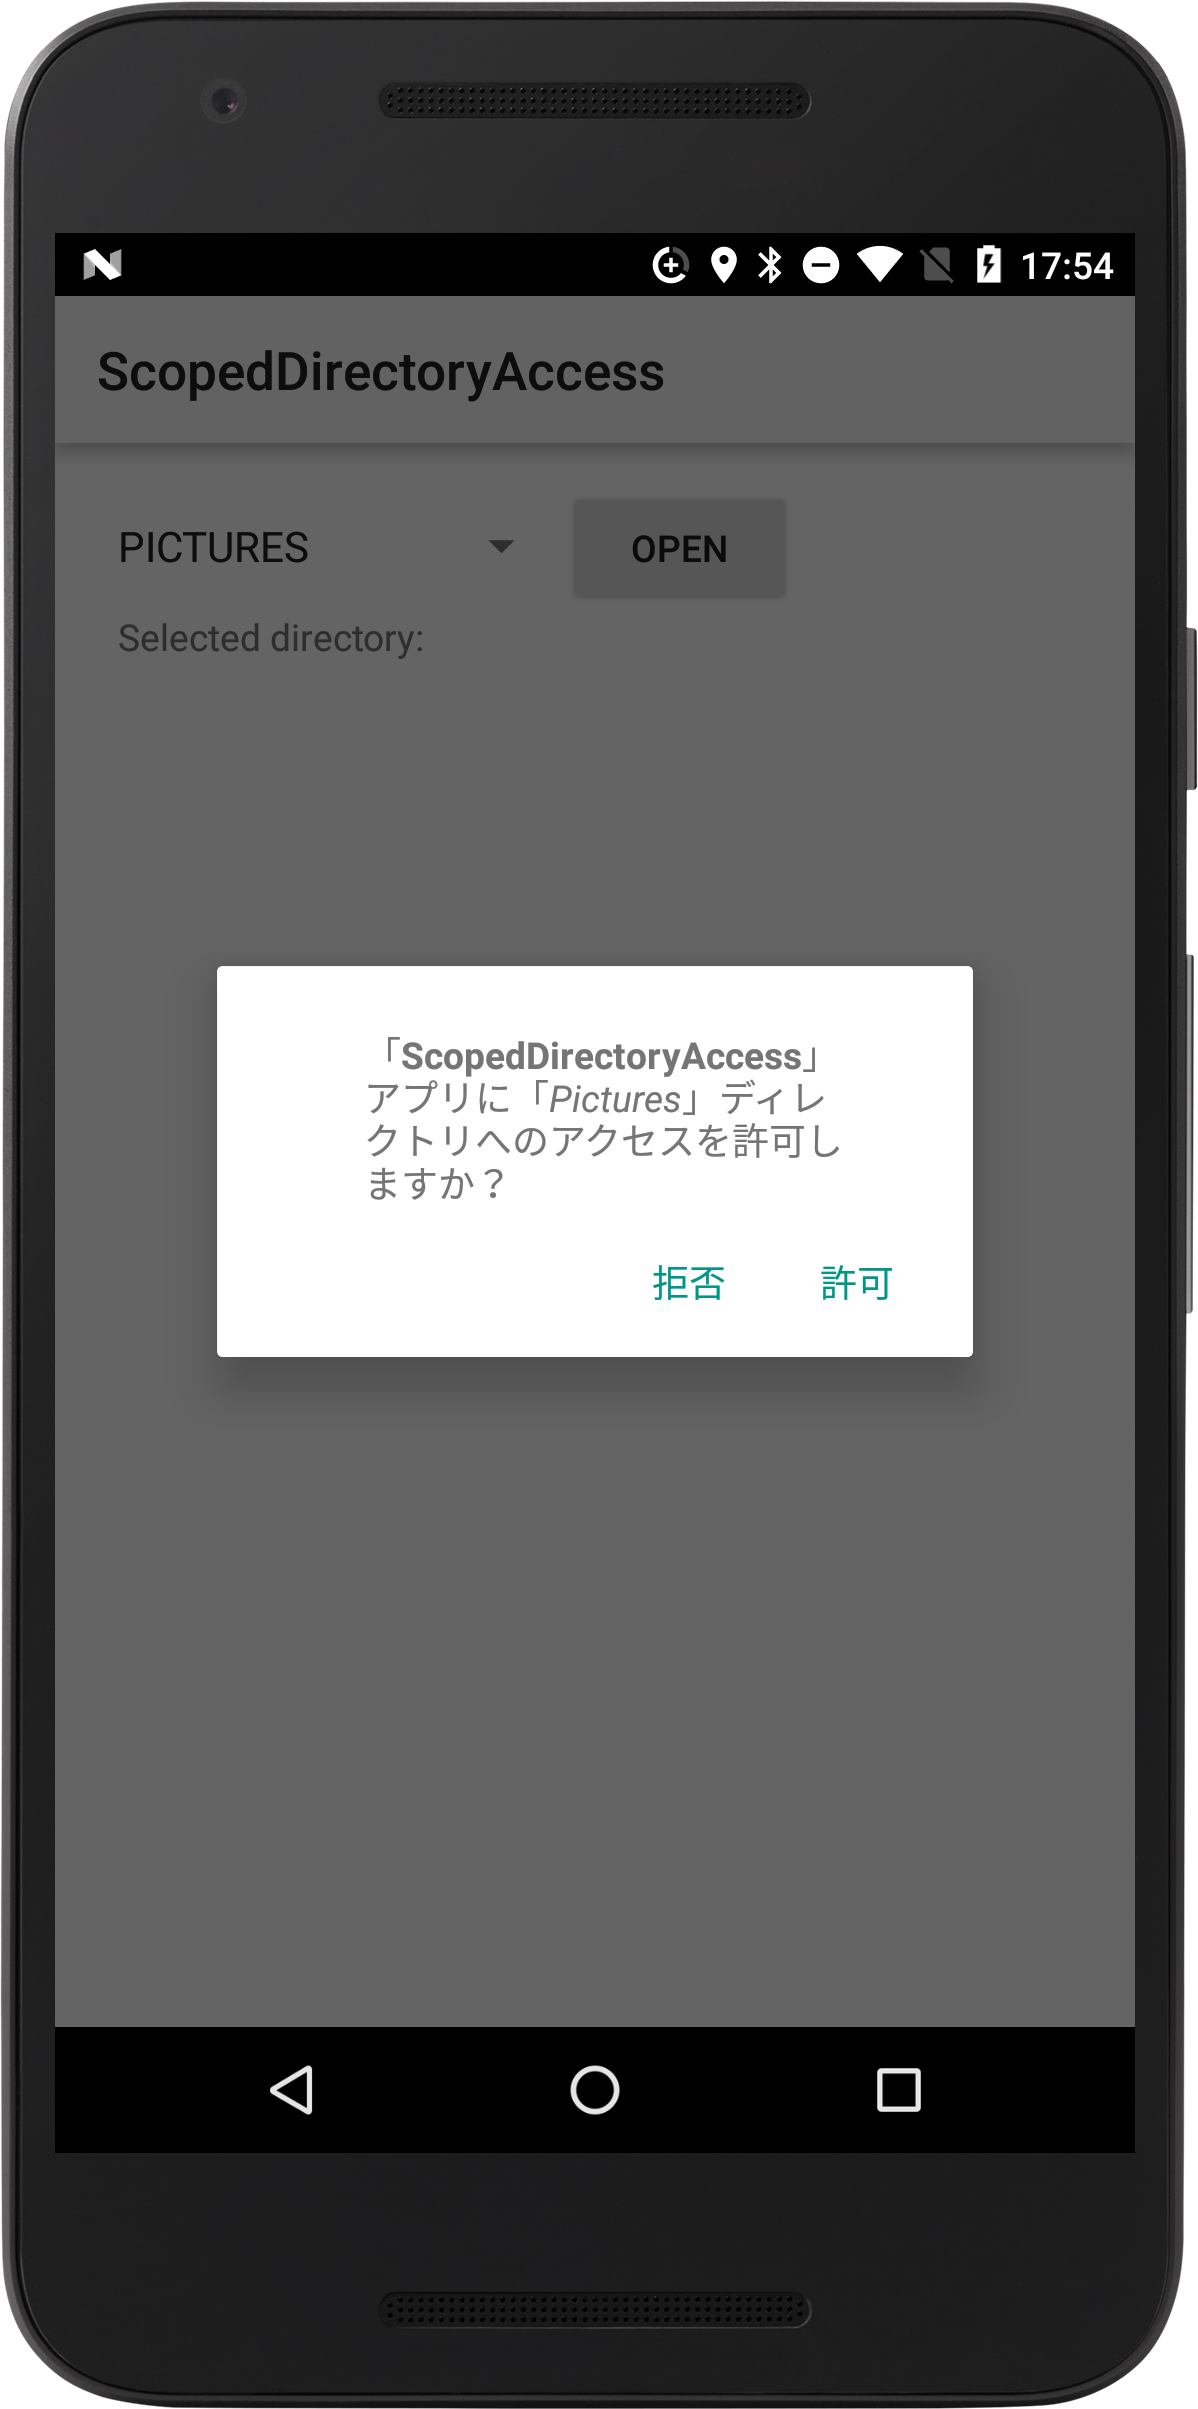 17:54
ScopedDirectoryAccess
PICTURES
OPEN
Selected directory:
「ScopedDirectoryAccess」
アプリに「Pictures」ディレ
クトリへのアクセスを許可し
ますか？
拒否 許可